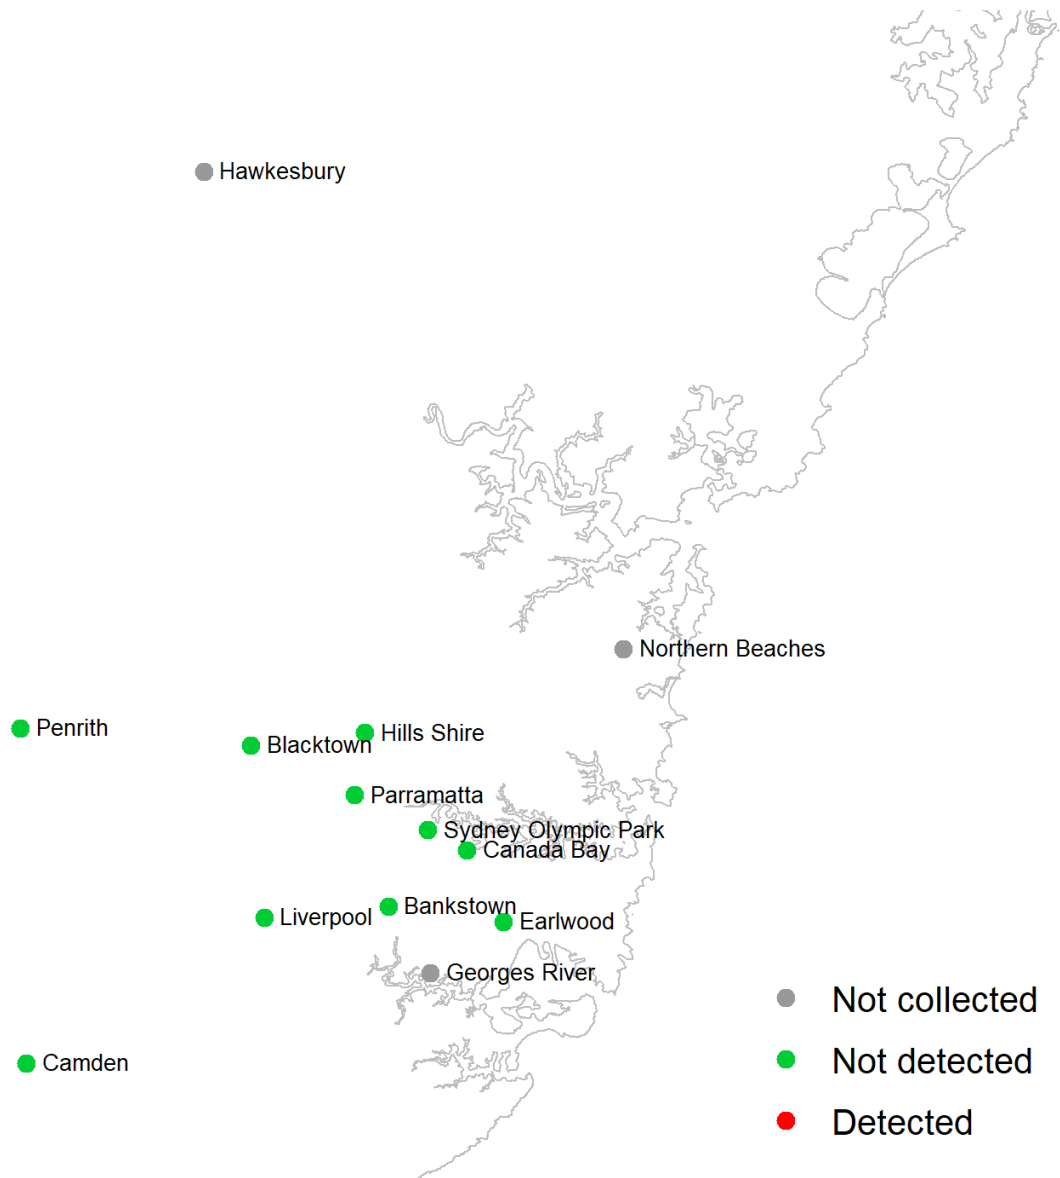 Hawkesbury
Northern Beaches
Penrith
Hills Shire
Blacktown
Parramatta
Sydney Olympic Park
Canada Bay
Bankstown
Liverpool
Earlwood
Georges River
Camden
Not collected
Not detected
Detected